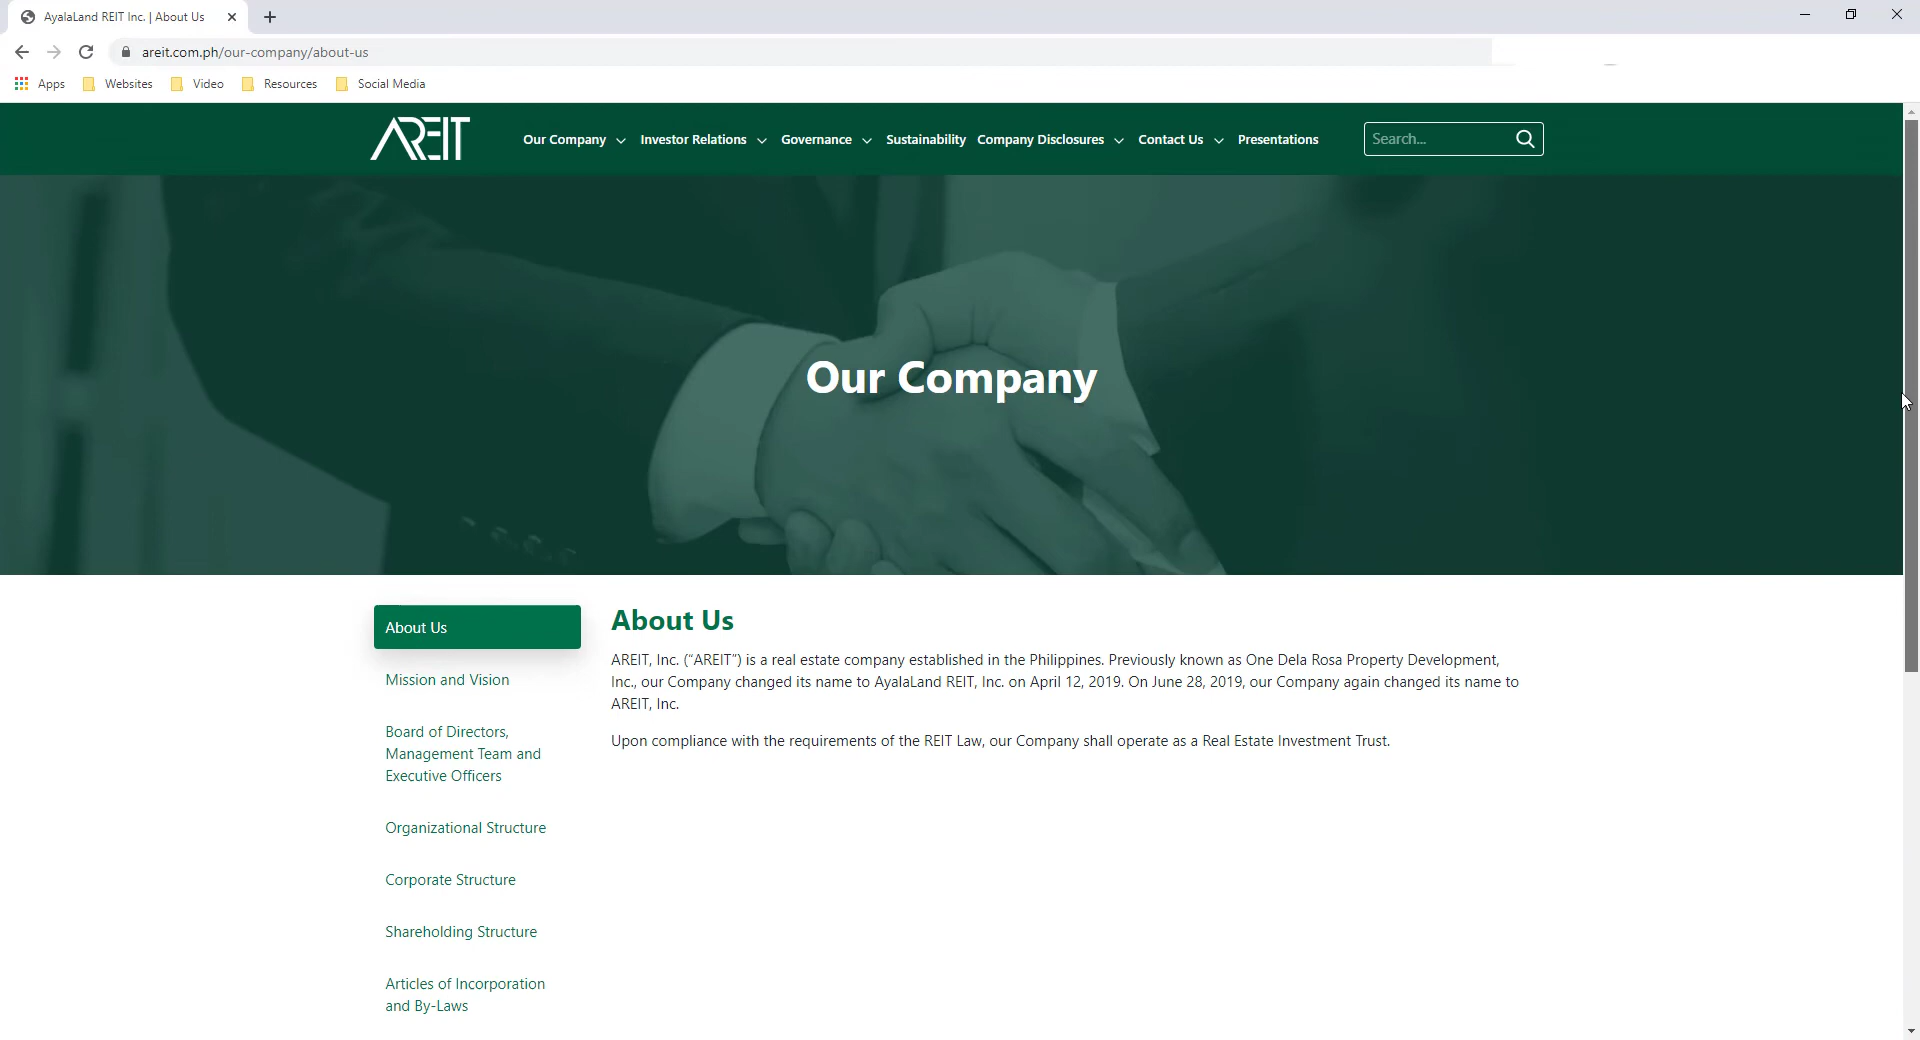 AyalaLand REIT Inc. | About Us
areit.com.ph/our-company/about-us
Apps Websites Video Resources Social Media
AREIT Our Company Investor Relations Governance Sustainability Company Disclosures Contact Us Presentations Search...
Our Company
About Us
Mission and Vision
Board of Directors,
Management Team and
Executive Officers
Organizational Structure
Corporate Structure
Shareholding Structure
Articles of Incorporation
and By-Laws
About Us
AREIT, Inc. (“AREIT”) is a real estate company established in the Philippines. Previously known as One Dela Rosa Property Development,
Inc., our Company changed its name to AyalaLand REIT, Inc. on April 12, 2019. On June 28, 2019, our Company again changed its name to
AREIT, Inc.
Upon compliance with the requirements of the REIT Law, our Company shall operate as a Real Estate Investment Trust.